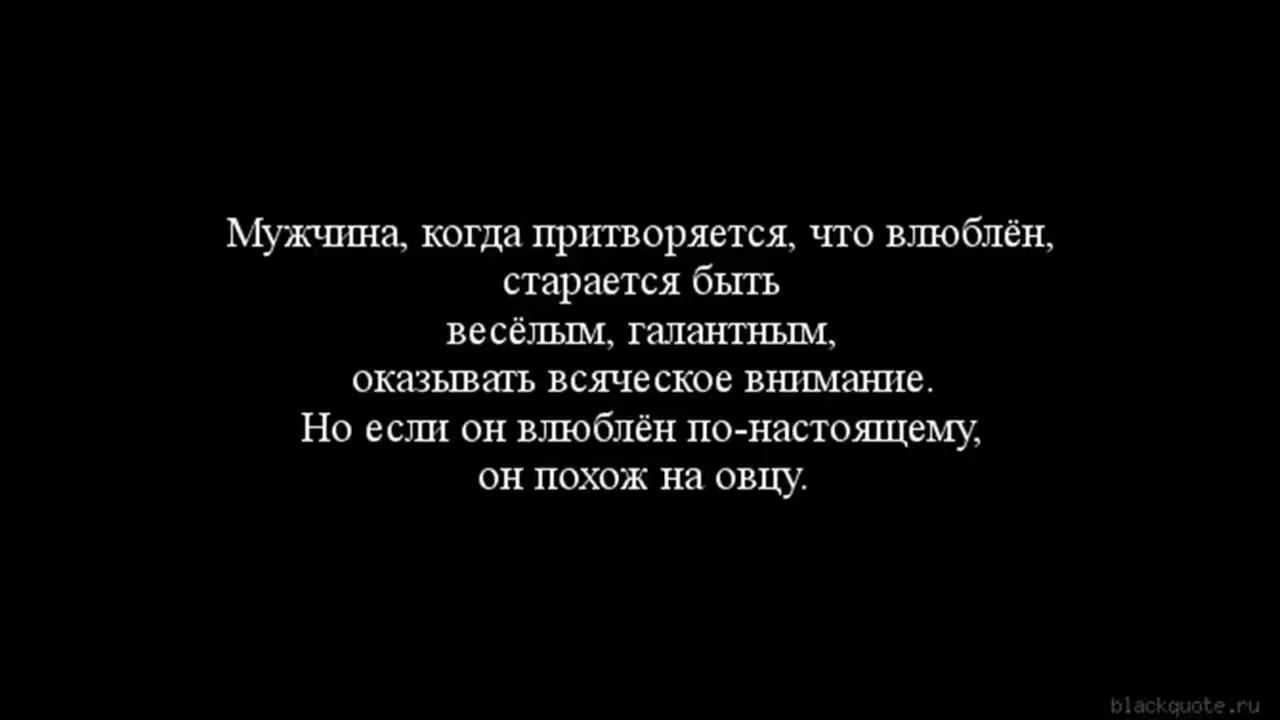 Мужчина, когда притворяется, что влюблён,
старается быть
весёлым, галантным,
оказывать всяческое внимание.
Но если он влюблён по-настоящему,
он похож на овцу.
blackquote.ru